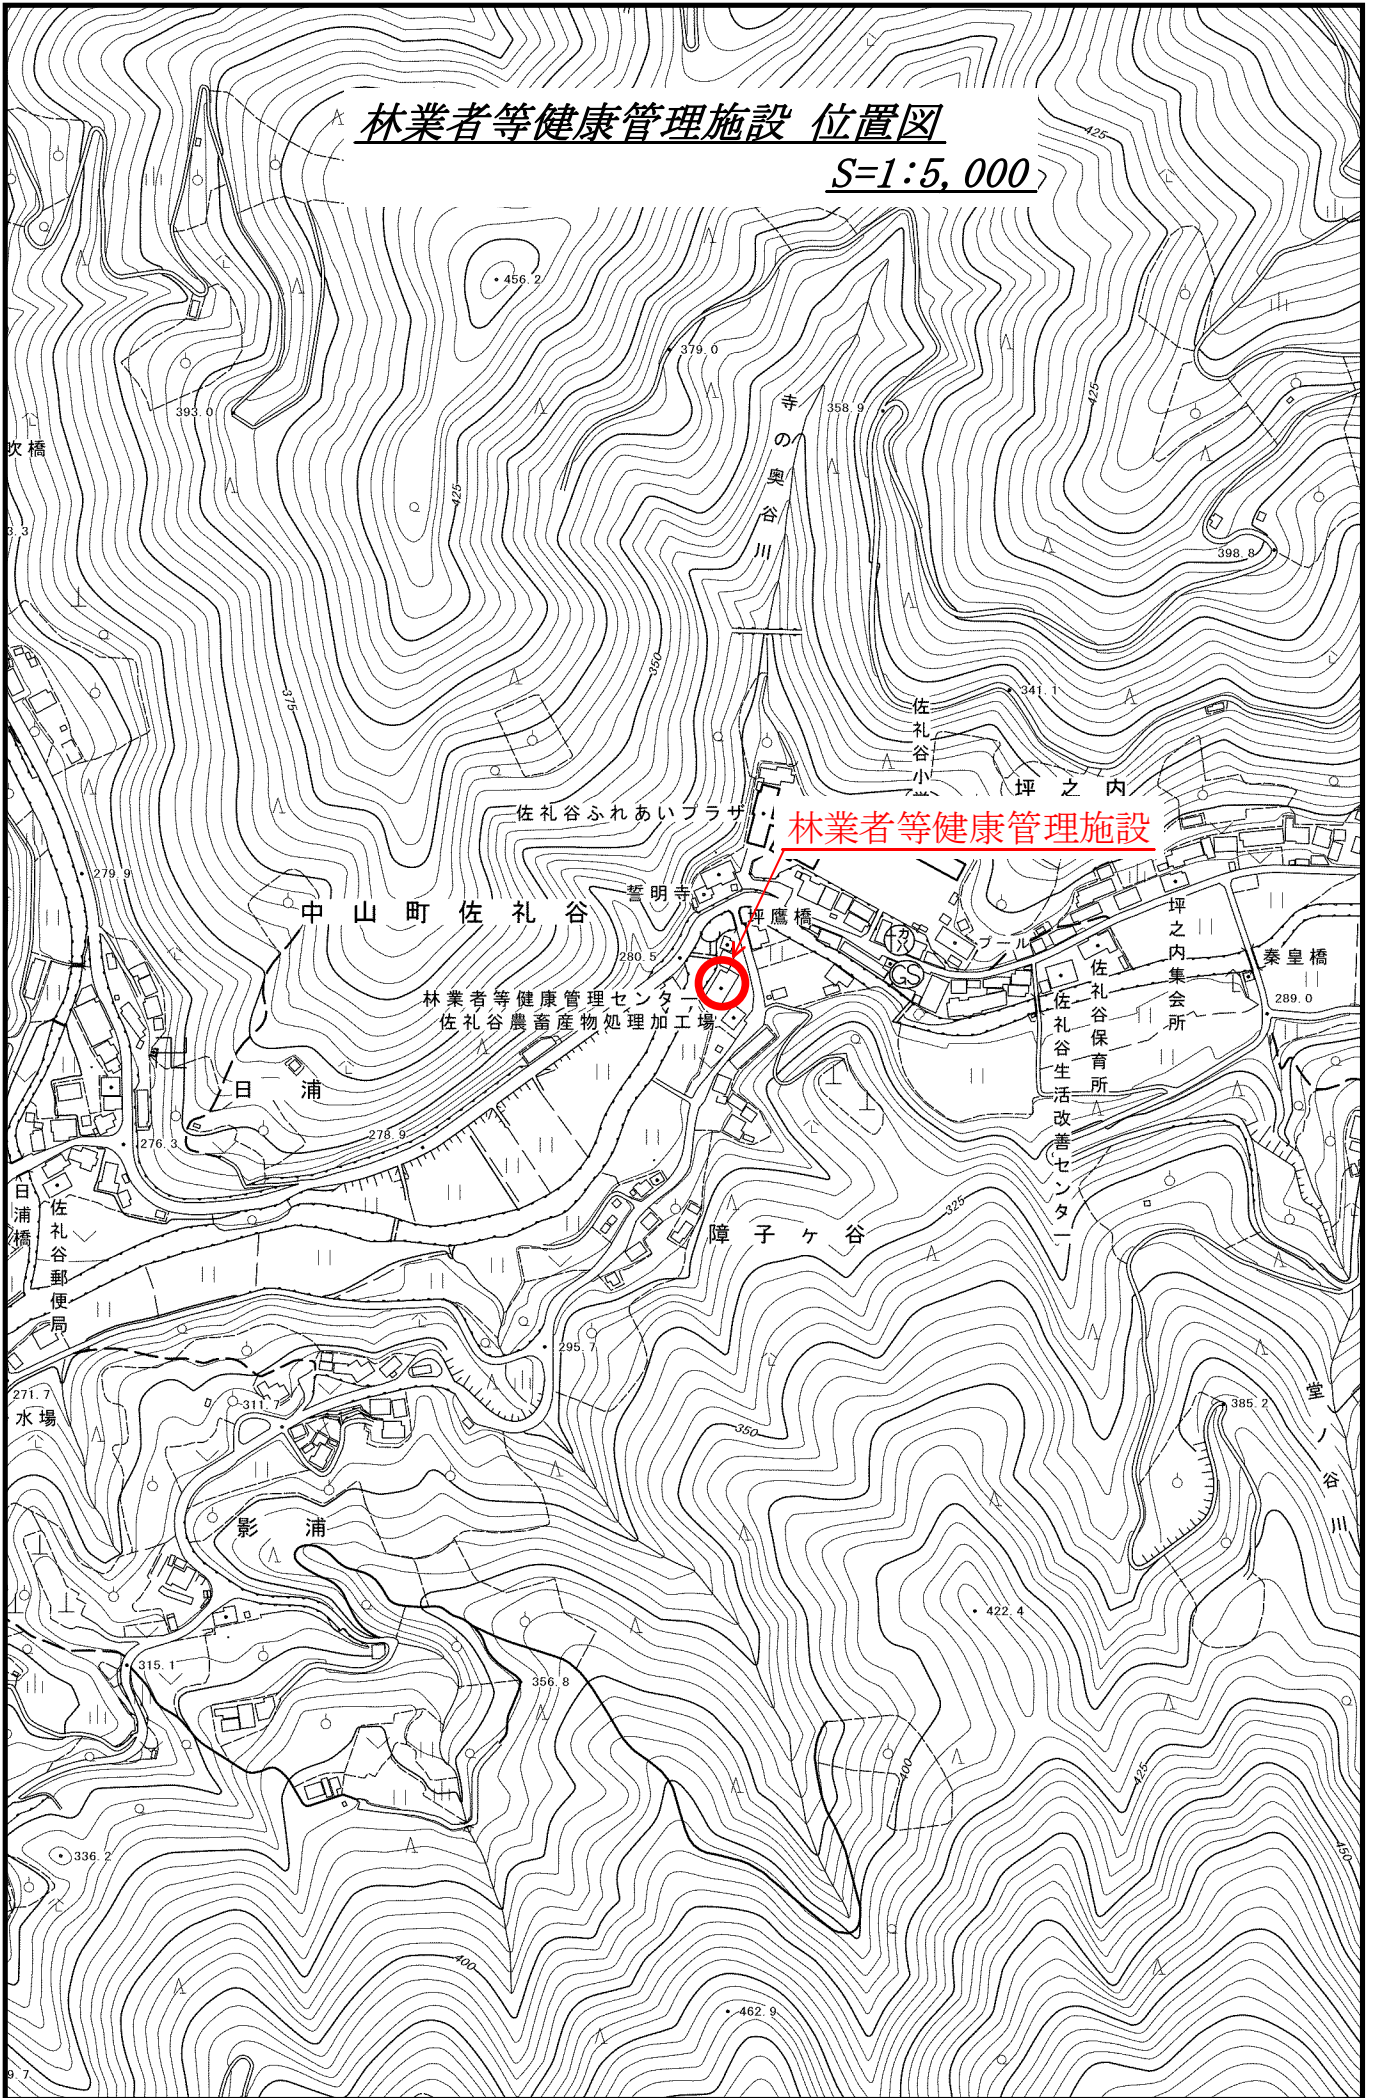 林業者等健康管理施設 位置図
S=1:5,000
425
456.2
379.0
393.0
寺の奥谷川
358.9
425
吹橋
425
3.3
398.8
350
375
341.1
佐礼谷小
坪之内
佐礼谷ふれあいプラザ
林業者等健康管理施設
279.9
誓明寺
中山町佐礼谷
坪鷹橋
坪之内集会所
プール
280.5
GS
秦皇橋
佐礼谷保育所
林業者等健康管理センター
289.0
佐礼谷農畜産物処理加工場
佐礼谷生活改善センター
日浦
278.9
276.3
日浦橋
佐礼谷郵便局
325
障子ヶ谷
295.7
271.7
水場
311.7
堂ノ谷川
385.2
350
影浦
422.4
315.1
356.8
400
425
336.2
450
400
462.9
9.7